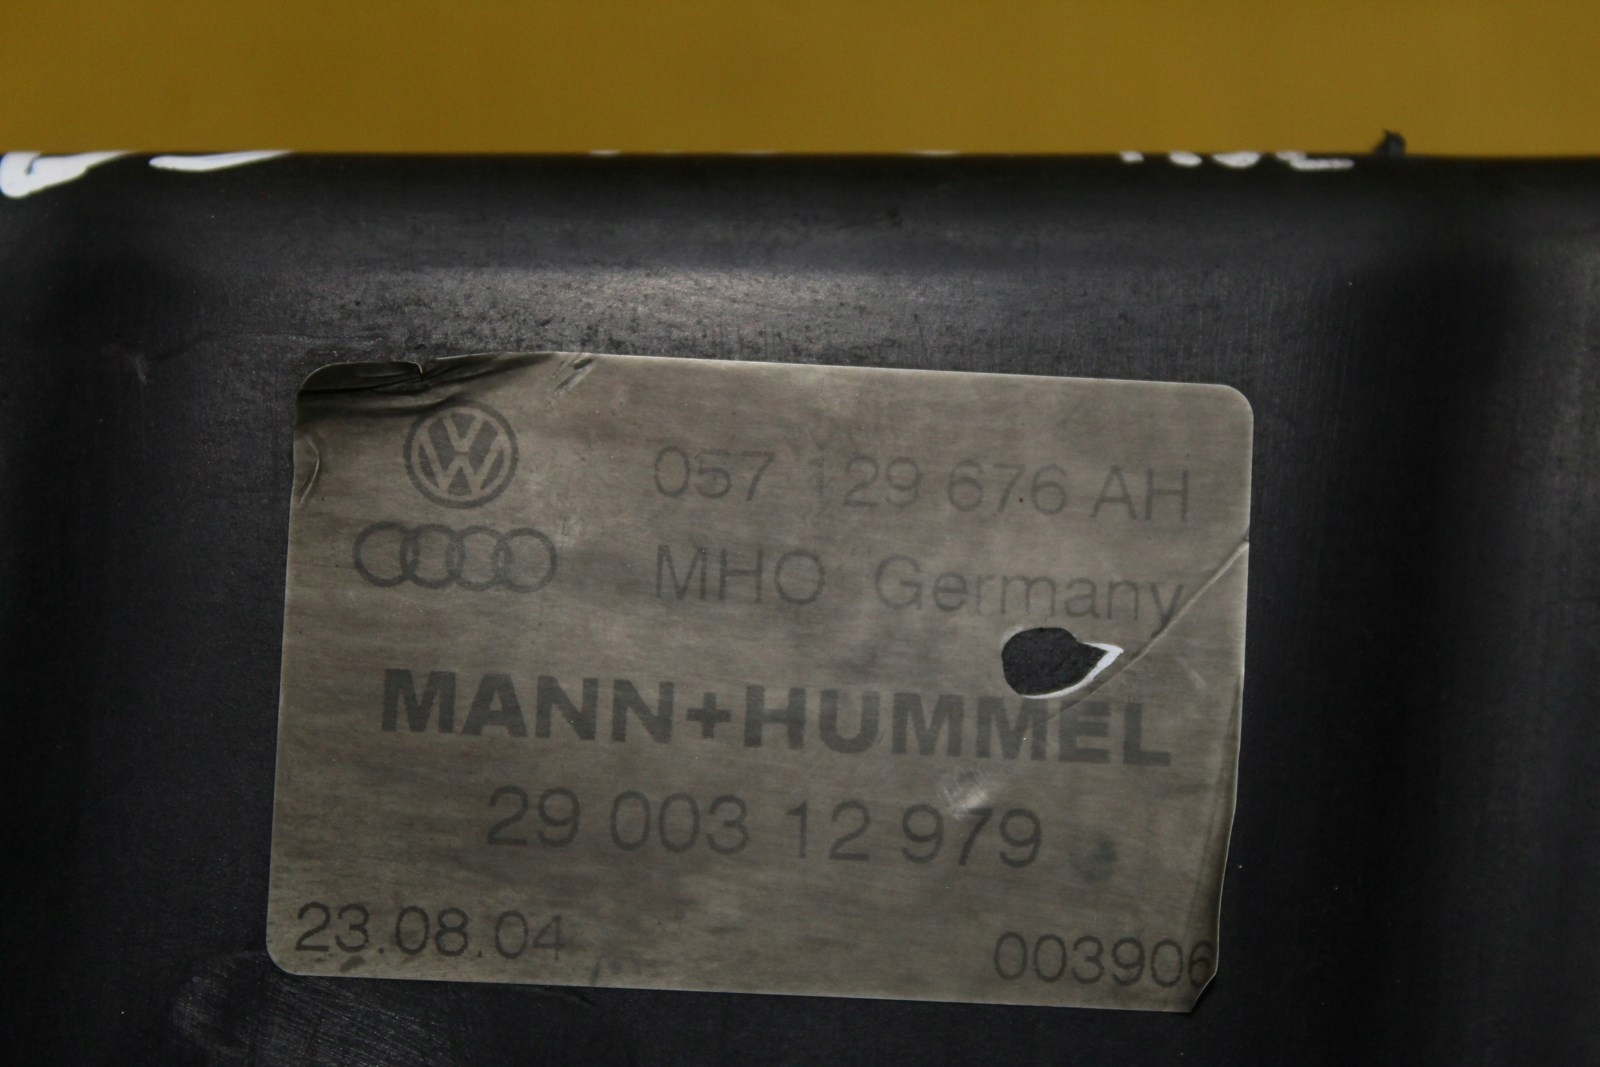 057 129 676 AH
MHO Germany
MANN+HUMMEL
29 003 12 979
23.08.04 003906